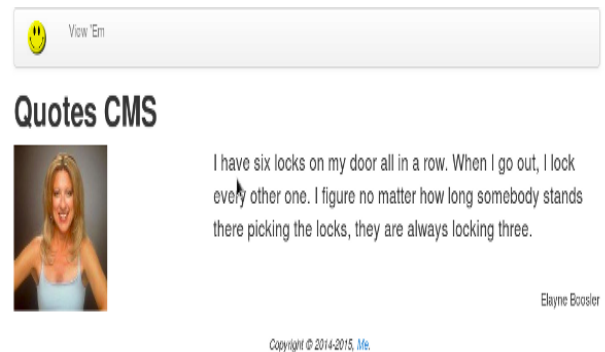 View 'Em
Quotes CMS
I have six locks on my door all in a row. When I go out, I lock
every other one. I figure no matter how long somebody stands
there picking the locks, they are always locking three.
Elayne Boosler
Copyright © 2014-2015, Me.